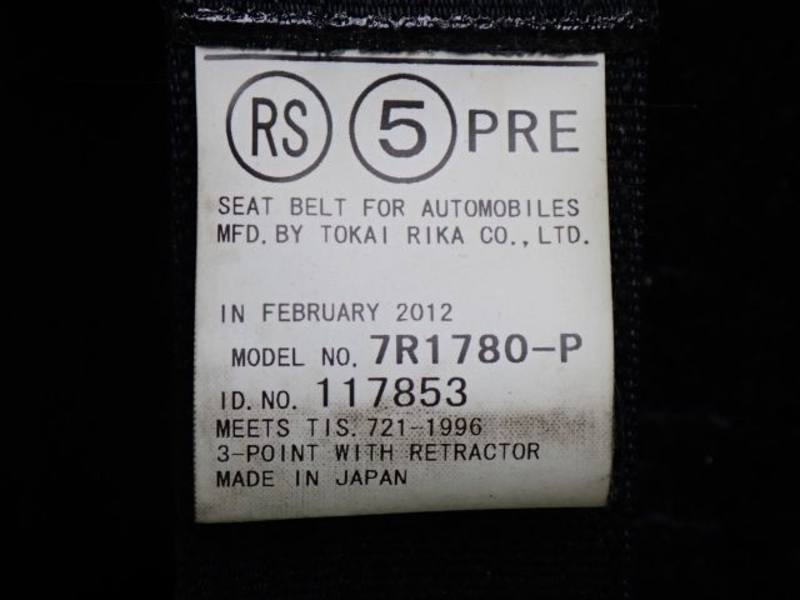 RS 5 PRE
SEAT BELT FOR AUTOMOBILES
MFD. BY TOKAI RIKA CO., LTD.
IN FEBRUARY 2012
MODEL NO. 7R1780-P
ID. NO. 117853
MEETS TIS. 721-1996
3-POINT WITH RETRACTOR
MADE IN JAPAN